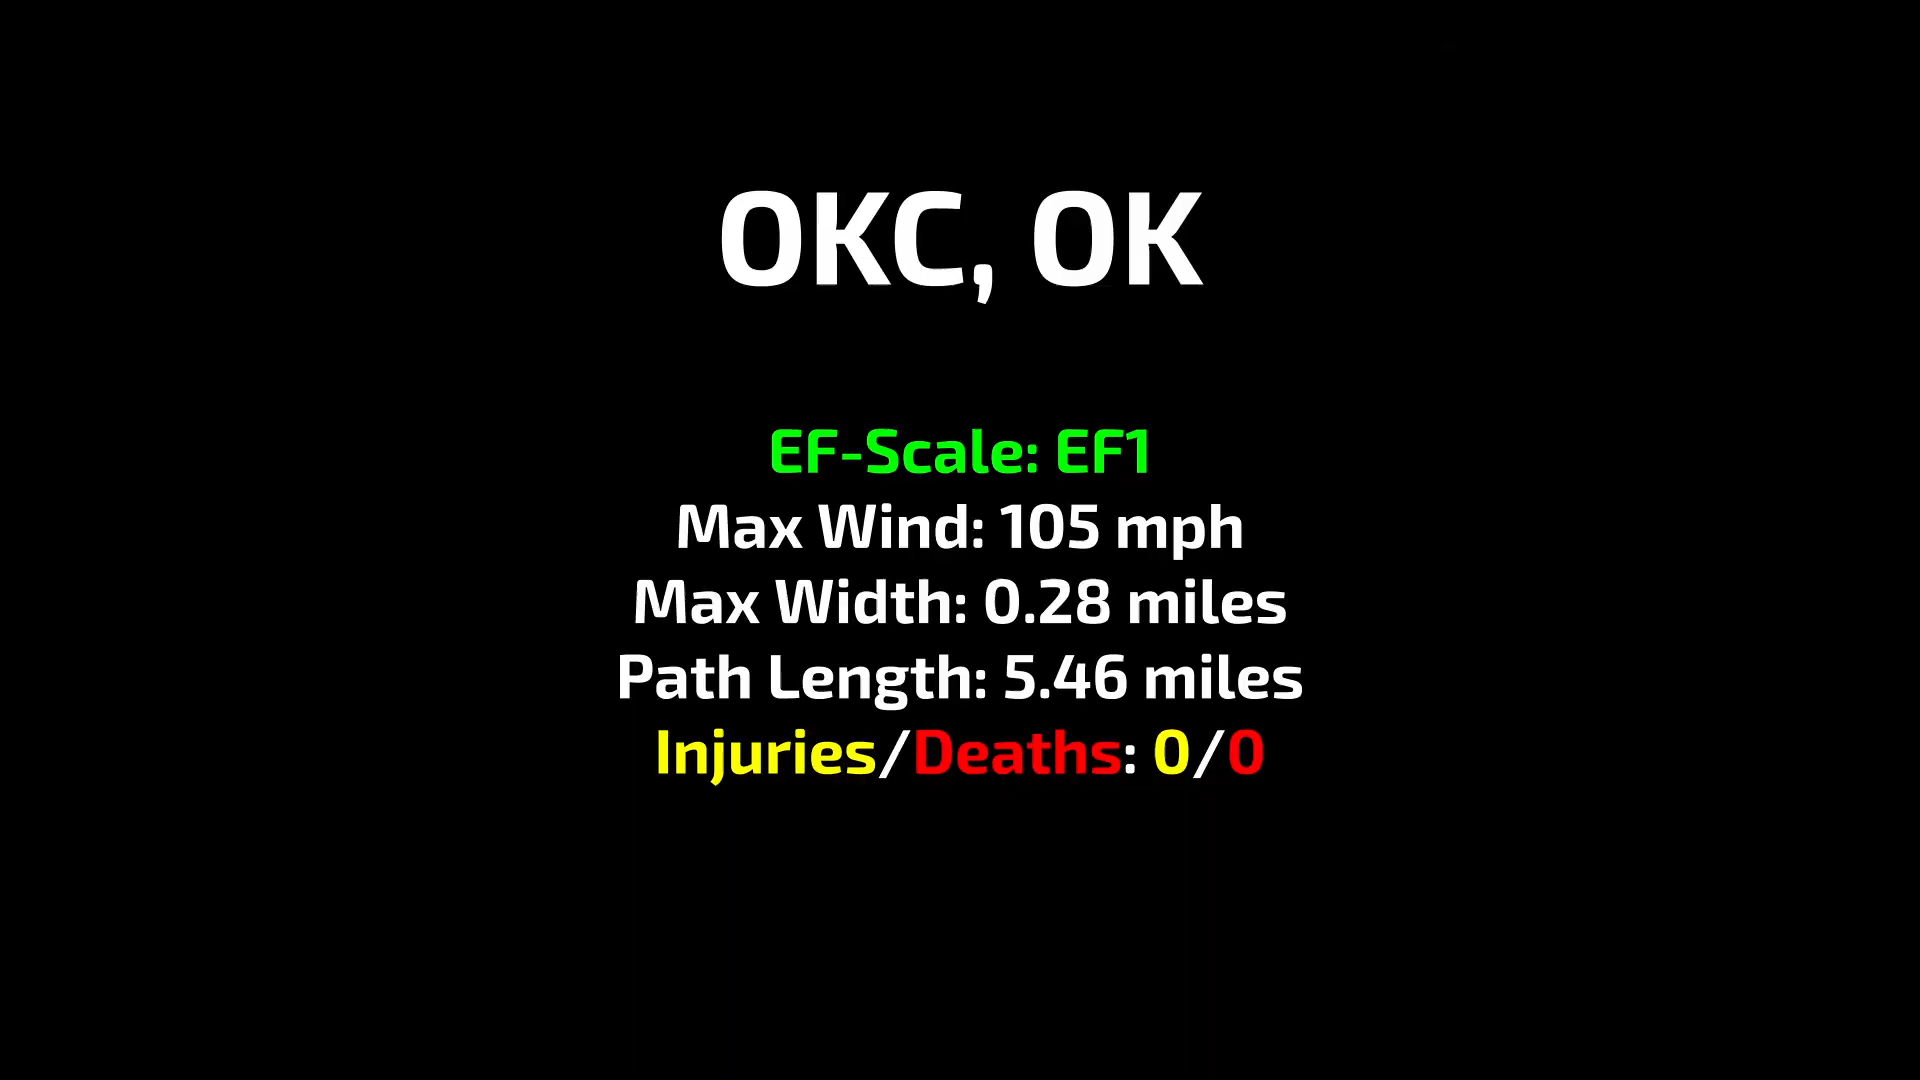 OKC, OK
EF-Scale: EF1
Max Wind: 105 mph
Max Width: 0.28 miles
Path Length: 5.46 miles
Injuries/Deaths: 0/0